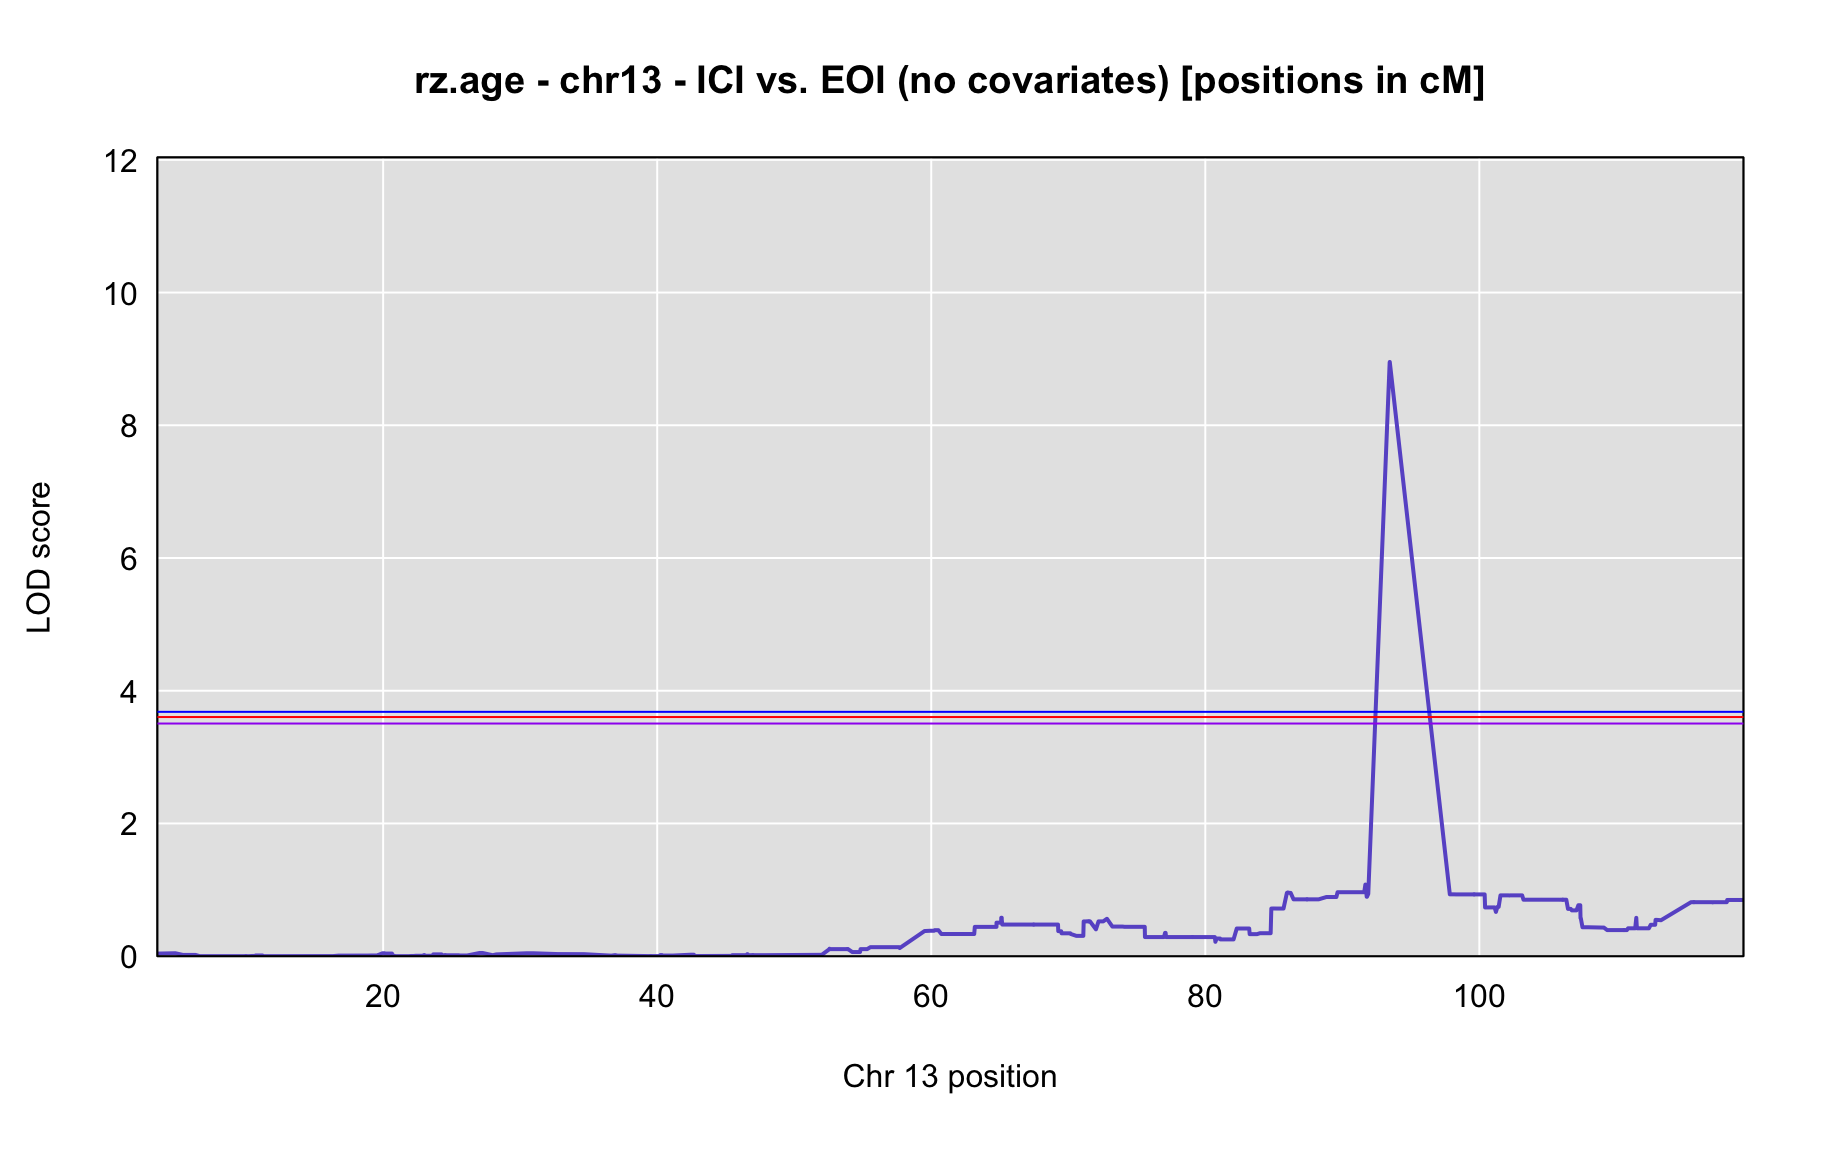 rz.age - chr13 - ICI vs. EOI (no covariates) [positions in cM]
12
10
8
6
4
2
0
LOD score
20 40 60 80 100
Chr 13 position